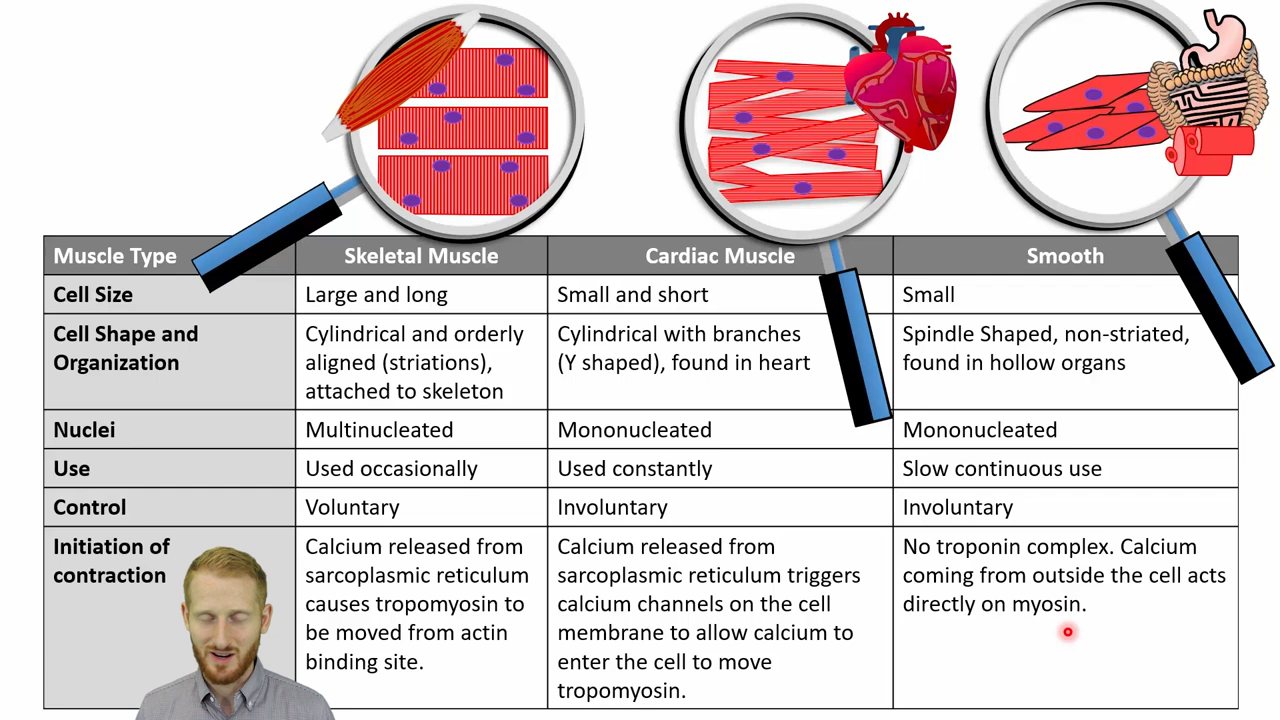 Muscle Type
Skeletal Muscle
Cardiac Muscle
Smooth
Cell Size
Large and long
Small and short
Small
Cell Shape and
Organization
Cylindrical and orderly
aligned (striations),
attached to skeleton
Cylindrical with branches
(Y shaped), found in heart
Spindle Shaped, non-striated,
found in hollow organs
Nuclei
Multinucleated
Mononucleated
Mononucleated
Use
Used occasionally
Used constantly
Slow continuous use
Control
Voluntary
Involuntary
Involuntary
Initiation of
contraction
Calcium released from
sarcoplasmic reticulum
causes tropomyosin to
be moved from actin
binding site.
Calcium released from
sarcoplasmic reticulum triggers
calcium channels on the cell
membrane to allow calcium to
enter the cell to move
tropomyosin.
No troponin complex. Calcium
coming from outside the cell acts
directly on myosin.